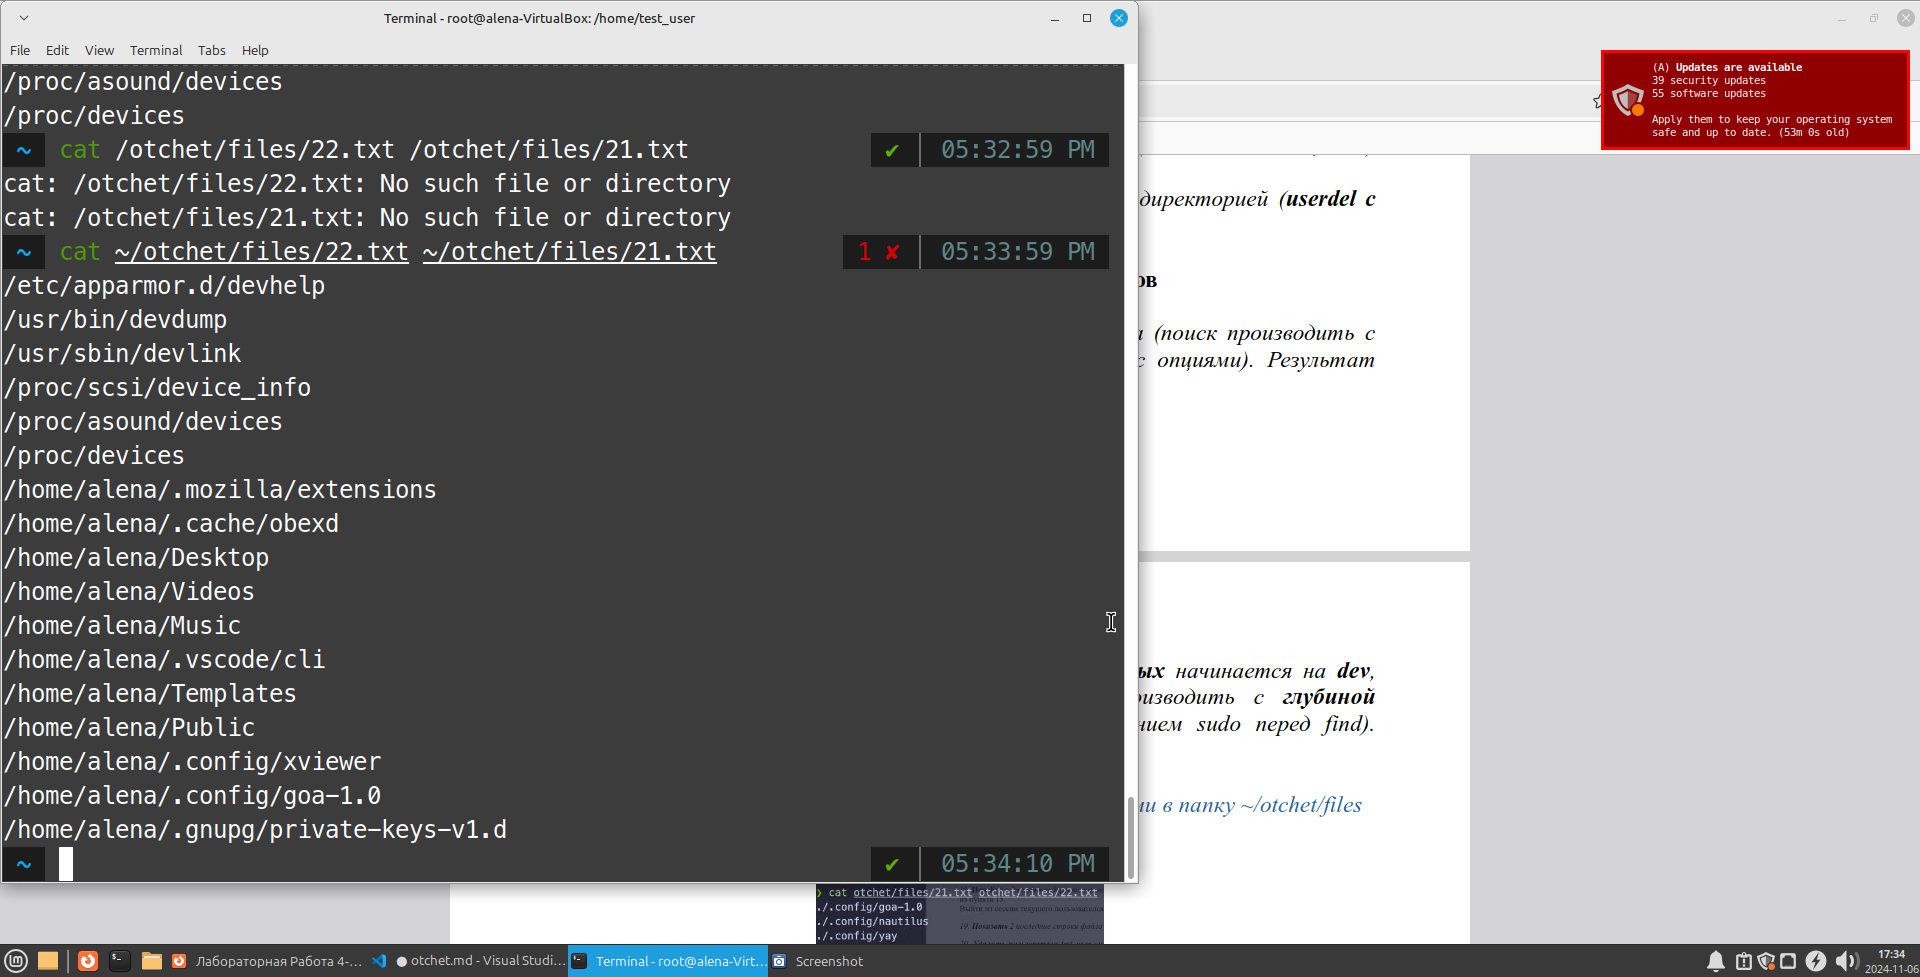 Terminal - root@alena-VirtualBox: /home/test_user
File Edit View Terminal Tabs Help
/proc/asound/devices
/proc/devices
~ cat /otchet/files/22.txt /otchet/files/21.txt ✔ 05:32:59 PM
cat: /otchet/files/22.txt: No such file or directory
cat: /otchet/files/21.txt: No such file or directory
~ cat ~/otchet/files/22.txt ~/otchet/files/21.txt 1 ✘ 05:33:59 PM
/etc/apparmor.d/devhelp
/usr/bin/devdump
/usr/sbin/devlink
/proc/scsi/device_info
/proc/asound/devices
/proc/devices
/home/alena/.mozilla/extensions
/home/alena/.cache/obexd
/home/alena/Desktop
/home/alena/Videos
/home/alena/Music
/home/alena/.vscode/cli
/home/alena/Templates
/home/alena/Public
/home/alena/.config/xviewer
/home/alena/.config/goa-1.0
/home/alena/.gnupg/private-keys-v1.d
~ ✔ 05:34:10 PM
(A) Updates are available
39 security updates
55 software updates
Apply them to keep your operating system
safe and up to date. (53m 0s old)
директорией (userdel с
ов
(поиск производить с
с опциями). Результат
ых начинается на dev,
изводить с глубиной
нием sudo перед find).
и в папку ~/otchet/files
❯ cat otchet/files/21.txt otchet/files/22.txt
./.config/goa-1.0
./.config/nautilus
./.config/yay
Лабораторная Работа 4-...
otchet.md - Visual Studi...
Terminal - root@alena-Virt...
Screenshot
17:34
2024-11-06